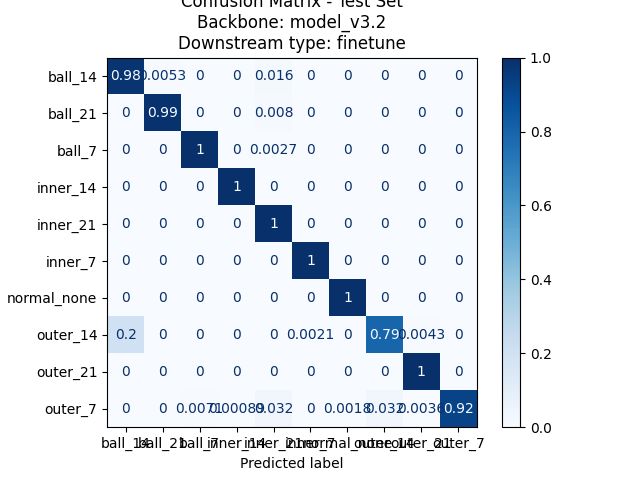 Confusion Matrix - Test Set
Backbone: model_v3.2
Downstream type: finetune
ball_14 0.98 0.0053 0 0 0.016 0 0 0 0 0
ball_21 0 0.99 0 0 0.008 0 0 0 0 0
ball_7 0 0 1 0 0.0027 0 0 0 0 0
inner_14 0 0 0 1 0 0 0 0 0 0
inner_21 0 0 0 0 1 0 0 0 0 0
inner_7 0 0 0 0 0 1 0 0 0 0
normal_none 0 0 0 0 0 0 1 0 0 0
outer_14 0.2 0 0 0 0 0.0021 0 0.79 0.0043 0
outer_21 0 0 0 0 0 0 0 0 1 0
outer_7 0 0 0.0071 0.00089 0.032 0 0.0018 0.032 0.0036 0.92
ball_14 ball_21 ball_7 inner_14 inner_21 inner_7 normal_none outer_14 outer_21 outer_7
Predicted label
1.0
0.8
0.6
0.4
0.2
0.0